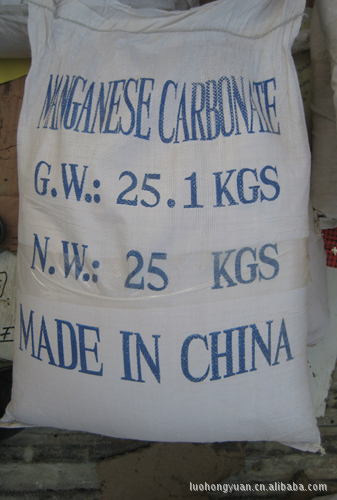 MANGANESE CARBONATE
G.W.: 25.1 KGS
N.W.: 25 KGS
MADE IN CHINA
luohongyuan.cn.alibaba.com